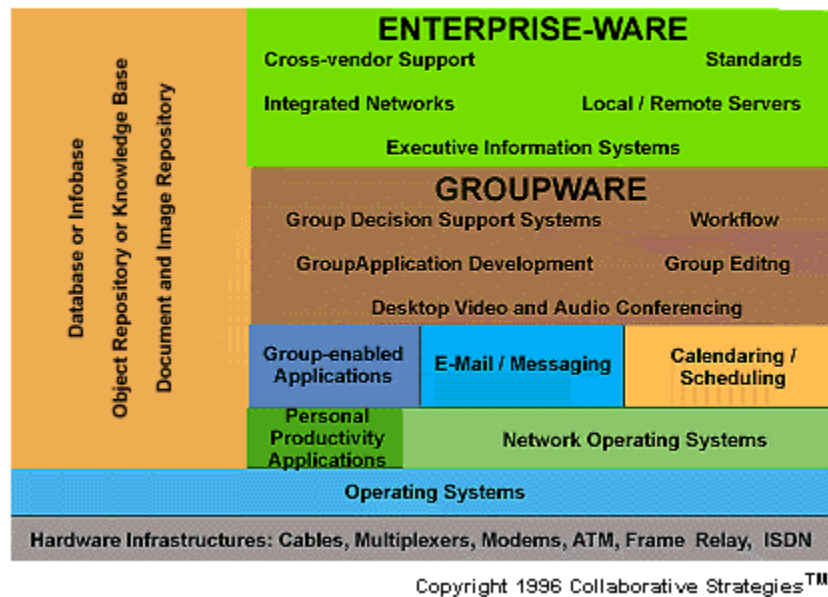 Database or Infobase
Object Repository or Knowledge Base
Document and Image Repository
ENTERPRISE-WARE
Cross-vendor Support Standards
Integrated Networks Local / Remote Servers
Executive Information Systems
GROUPWARE
Group Decision Support Systems Workflow
GroupApplication Development Group Editng
Desktop Video and Audio Conferencing
Group-enabled
Applications
E-Mail / Messaging
Calendaring /
Scheduling
Personal
Productivity
Applications
Network Operating Systems
Operating Systems
Hardware Infrastructures: Cables, Multiplexers, Modems, ATM, Frame Relay, ISDN
Copyright 1996 Collaborative Strategies™